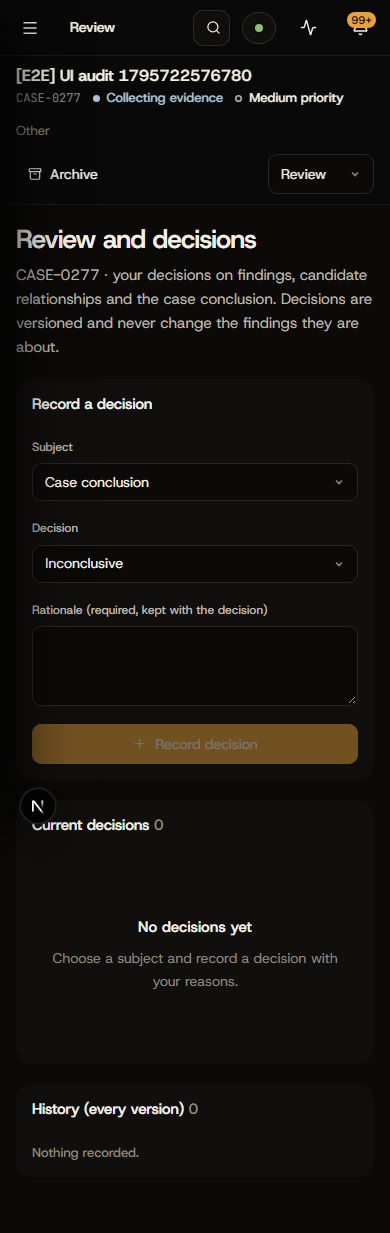 Review
99+
[E2E] UI audit 1795722576780
CASE-0277 Collecting evidence Medium priority
Other
Archive Review
Review and decisions
CASE-0277 · your decisions on findings, candidate
relationships and the case conclusion. Decisions are
versioned and never change the findings they are
about.
Record a decision
Subject
Case conclusion
Decision
Inconclusive
Rationale (required, kept with the decision)
+ Record decision
N
Current decisions 0
No decisions yet
Choose a subject and record a decision with
your reasons.
History (every version) 0
Nothing recorded.